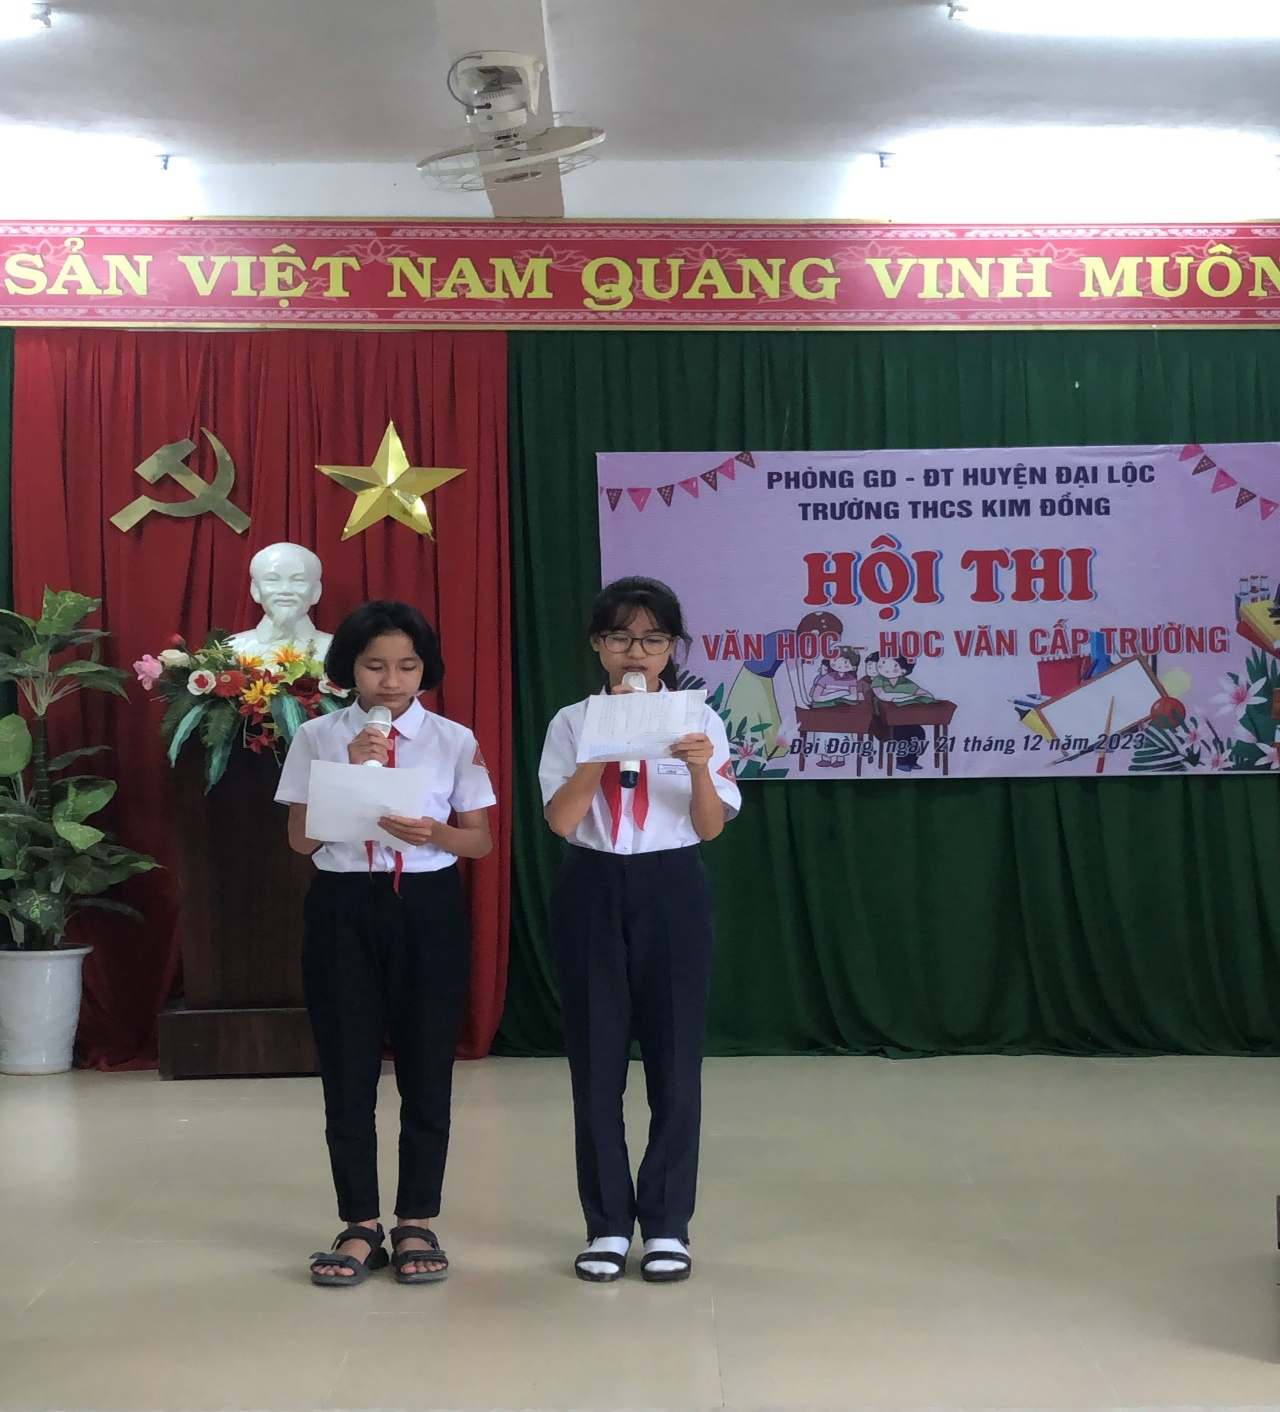 SẢN VIỆT NAM QUANG VINH MUÔN
PHÒNG GD - ĐT HUYỆN ĐẠI LỘC
TRƯỜNG THCS KIM ĐỒNG
HỘI THI
VĂN HỌC - HỌC VĂN CẤP TRƯỜNG
Đại Đồng, ngày 21 tháng 12 năm 2023